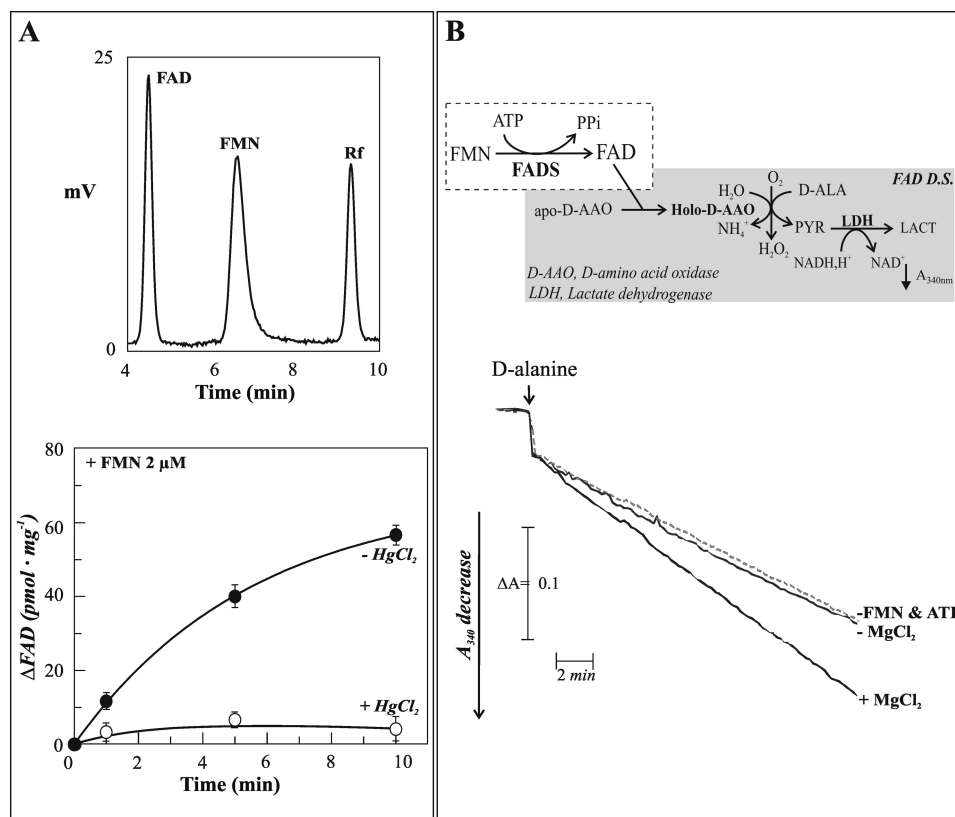 A
25
FAD
FMN
Rf
mV
0
4
6
8
10
Time (min)
80
+ FMN 2 µM
60
- HgCl₂
40
ΔFAD (pmol · mg⁻¹)
20
+ HgCl₂
0
0
2
4
6
8
10
Time (min)
B
ATP
PPi
FMN
FADS
FAD
FAD D.S.
O₂
H₂O
D-ALA
apo-D-AAO
Holo-D-AAO
LDH
NH₄⁺
PYR
LACT
H₂O₂
NADH,H⁺
NAD⁺
A₃₄₀nm
D-AAO, D-amino acid oxidase
LDH, Lactate dehydrogenase
D-alanine
A₃₄₀ decrease
ΔA= 0.1
2 min
-FMN & ATI
- MgCl₂
+ MgCl₂